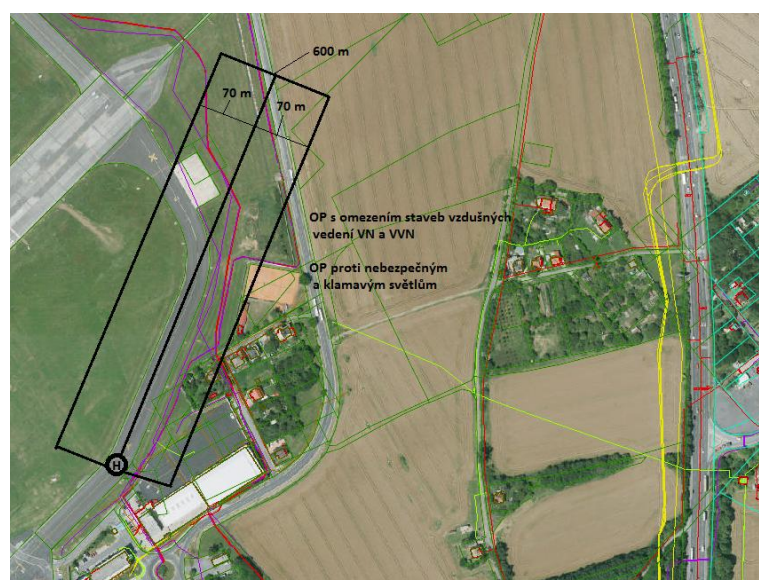 600 m
70 m
70 m
OP s omezením staveb vzdušných
vedení VN a VVN
OP proti nebezpečným
a klamavým světlům
H